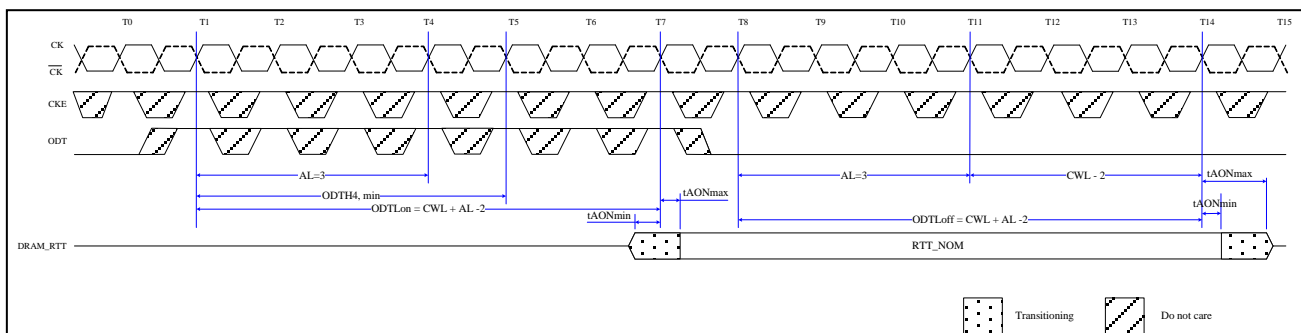 T0 T1 T2 T3 T4 T5 T6 T7 T8 T9 T10 T11 T12 T13 T14 T15
CK
CK
CKE
ODT
AL=3
AL=3
CWL - 2
tAONmax
ODTH4, min
tAONmax
ODTLon = CWL + AL -2
tAONmin
ODTLoff = CWL + AL -2
tAONmin
DRAM_RTT
RTT_NOM
Transitioning
Do not care